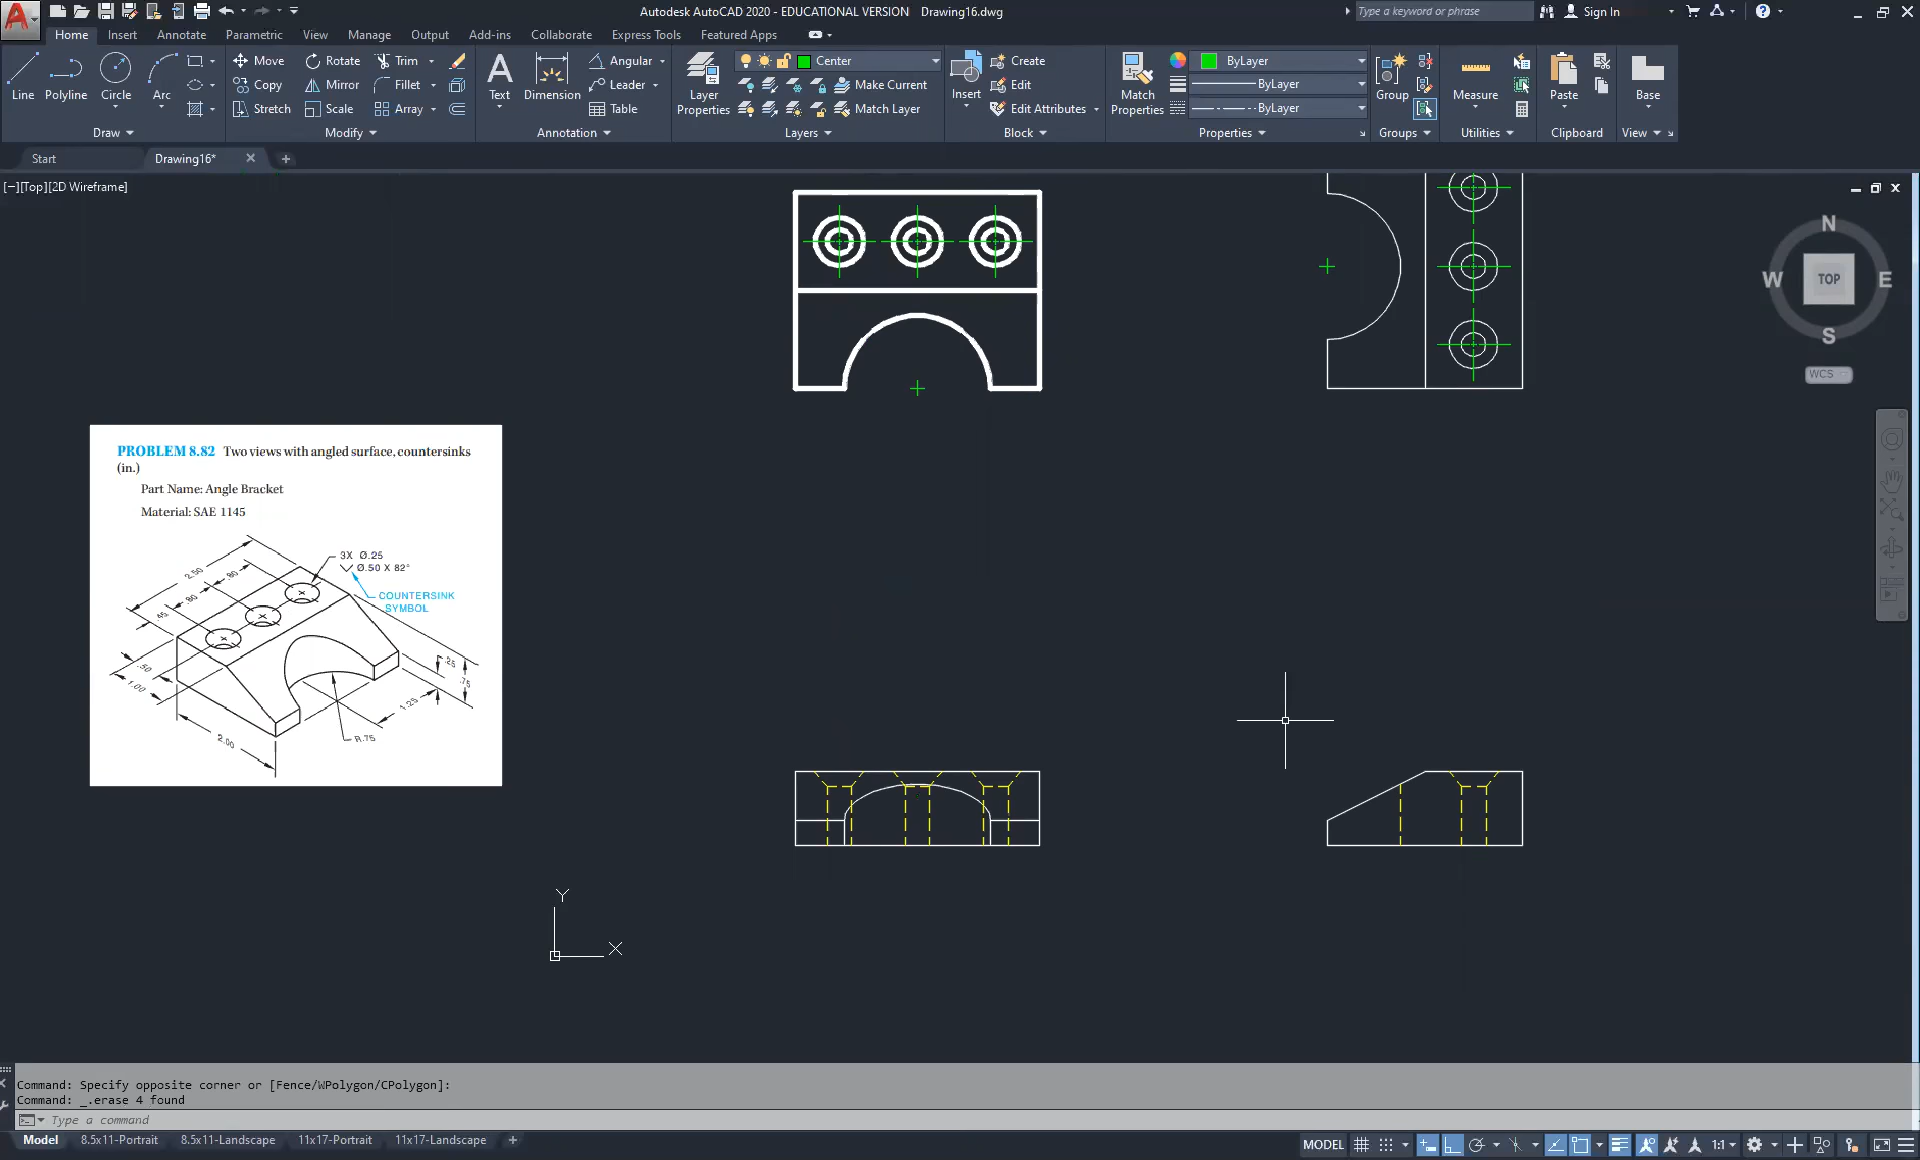 Autodesk AutoCAD 2020 - EDUCATIONAL VERSION Drawing16.dwg
Type a keyword or phrase
Sign In
Home Insert Annotate Parametric View Manage Output Add-ins Collaborate Express Tools Featured Apps
Line
Polyline
Circle
Arc
Draw
Move Rotate Trim
Copy Mirror Fillet
Stretch Scale Array
Modify
Text
Dimension
Angular
Leader
Table
Annotation
Layer
Properties
Center
Make Current
Match Layer
Layers
Insert
Create
Edit
Edit Attributes
Block
Match
Properties
ByLayer
ByLayer
ByLayer
Properties
Group
Groups
Measure
Utilities
Paste
Clipboard
Base
View
Start
Drawing16*
[−][Top][2D Wireframe]
N
W TOP E
S
WCS
PROBLEM 8.82 Two views with angled surface, countersinks
(in.)
Part Name: Angle Bracket
Material: SAE 1145
3X Ø.25
Ø.50 X 82°
COUNTERSINK
SYMBOL
2.50
.80
.80
.45
.50
1.00
2.00
.25
.75
1.25
R.75
Y
X
Command: Specify opposite corner or [Fence/WPolygon/CPolygon]:
Command: _.erase 4 found
Type a command
Model 8.5x11-Portrait 8.5x11-Landscape 11x17-Portrait 11x17-Landscape +
MODEL
1:1